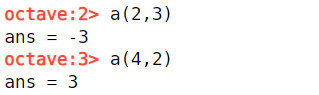 octave:2> a(2,3)
ans = -3
octave:3> a(4,2)
ans = 3